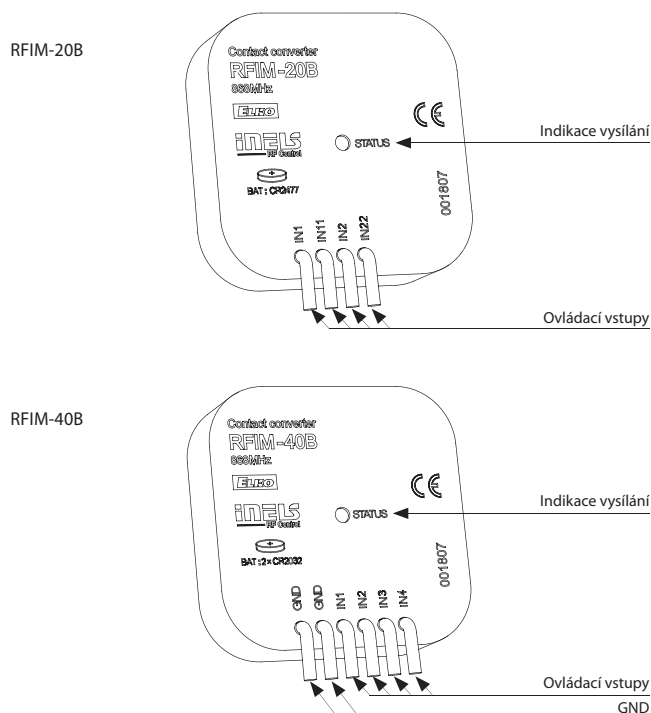 RFIM-20B
Contact converter
RFIM-20B
868MHz
ELKO
iNELS
RF Control
BAT : CR2477
STATUS
001807
Indikace vysílání
IN1 IN11 IN2 IN22
Ovládací vstupy
RFIM-40B
Contact converter
RFIM-40B
868MHz
ELKO
iNELS
RF Control
BAT :2×CR2032
STATUS
001807
Indikace vysílání
GND GND IN1 IN2 IN3 IN4
Ovládací vstupy
GND